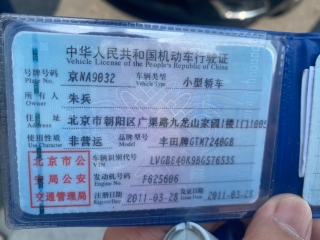 中华人民共和国机动车行驶证
Vehicle License of the People's Republic of China
号牌号码 京NA9032 车辆类型 小型轿车
Plate No. Vehicle Type
所有人 朱兵
Owner
住址 北京市朝阳区广渠路九龙山家园
Address
使用性质 非营运 品牌型号 丰田牌GTM7240GB
Use Character Model
北京市公 车辆识别代号
VIN
安局公安 发动机号码 F625606
Engine No.
交通管理局 注册日期 2011-03-28 发证日期 2011-03-28
Register Date Issue Date